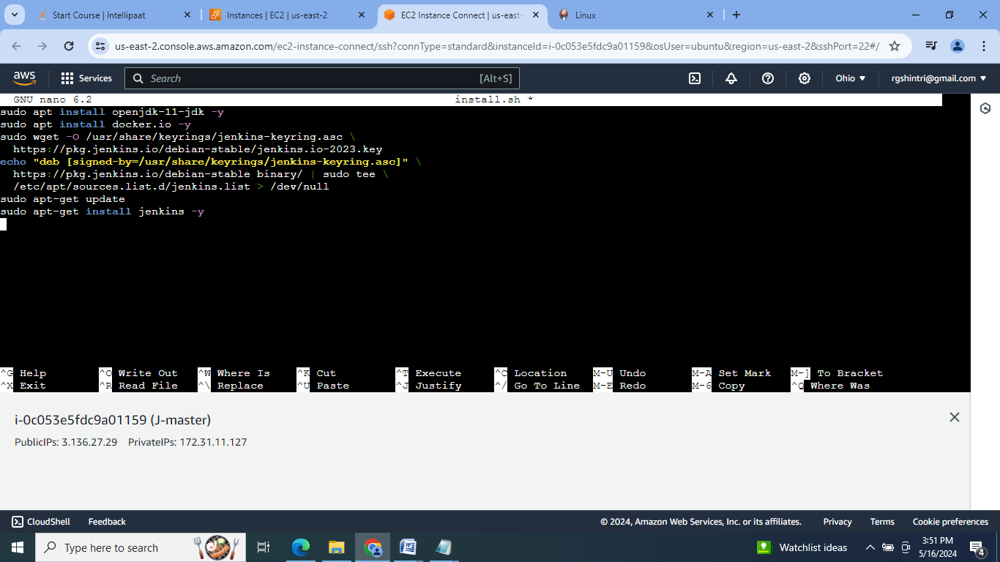 Start Course | Intellipaat
Instances | EC2 | us-east-2
EC2 Instance Connect | us-east-
Linux
us-east-2.console.aws.amazon.com/ec2-instance-connect/ssh?connType=standard&instanceId=i-0c053e5fdc9a01159&osUser=ubuntu&region=us-east-2&sshPort=22#/
aws
Services
Search
[Alt+S]
Ohio
rgshintri@gmail.com
GNU nano 6.2 install.sh *
sudo apt install openjdk-11-jdk -y
sudo apt install docker.io -y
sudo wget -O /usr/share/keyrings/jenkins-keyring.asc \
https://pkg.jenkins.io/debian-stable/jenkins.io-2023.key
echo "deb [signed-by=/usr/share/keyrings/jenkins-keyring.asc]" \
https://pkg.jenkins.io/debian-stable binary/ | sudo tee \
/etc/apt/sources.list.d/jenkins.list > /dev/null
sudo apt-get update
sudo apt-get install jenkins -y
^G Help ^O Write Out ^W Where Is ^K Cut ^T Execute ^C Location M-U Undo M-A Set Mark M-] To Bracket
^X Exit ^R Read File ^\ Replace ^U Paste ^J Justify ^/ Go To Line M-E Redo M-6 Copy ^Q Where Was
i-0c053e5fdc9a01159 (J-master)
PublicIPs: 3.136.27.29 PrivateIPs: 172.31.11.127
CloudShell Feedback © 2024, Amazon Web Services, Inc. or its affiliates. Privacy Terms Cookie preferences
Type here to search
Watchlist ideas
3:51 PM
5/16/2024
4